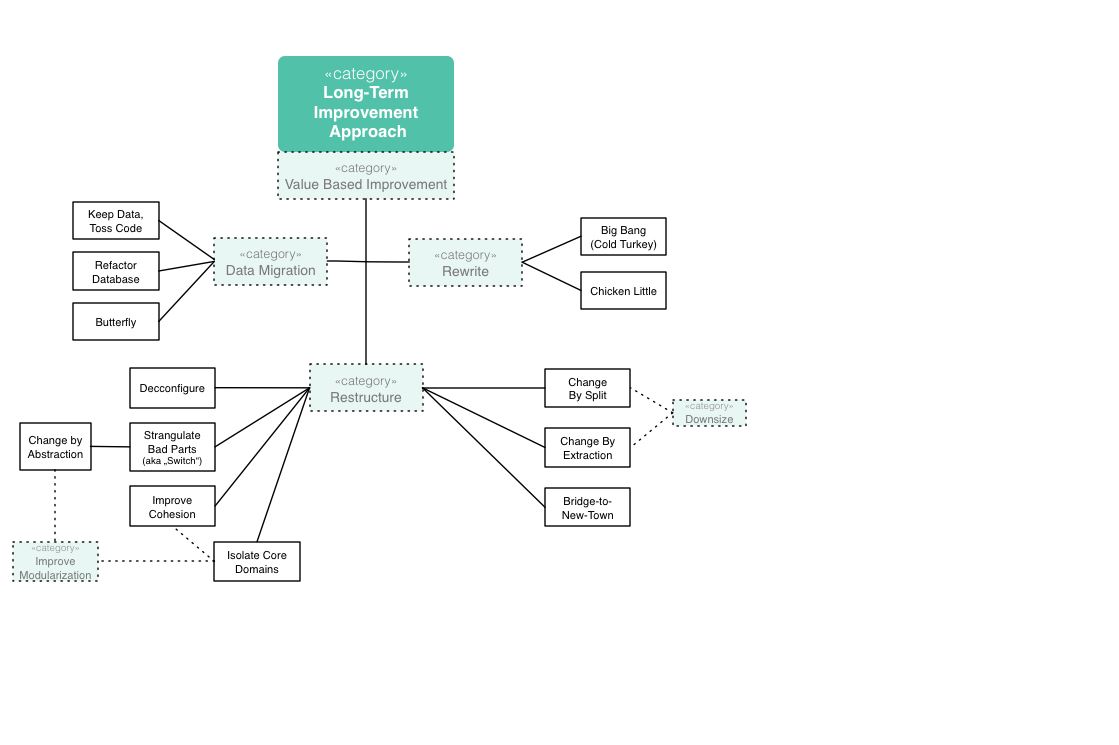 «category»
Long-Term
Improvement
Approach
«category»
Value Based Improvement
Keep Data,
Toss Code
Refactor
Database
Butterfly
«category»
Data Migration
«category»
Rewrite
Big Bang
(Cold Turkey)
Chicken Little
«category»
Restructure
Decconfigure
Strangulate
Bad Parts
(aka „Switch“)
Change by
Abstraction
Improve
Cohesion
«category»
Improve
Modularization
Isolate Core
Domains
Change
By Split
Change By
Extraction
Bridge-to-
New-Town
«category»
Downsize